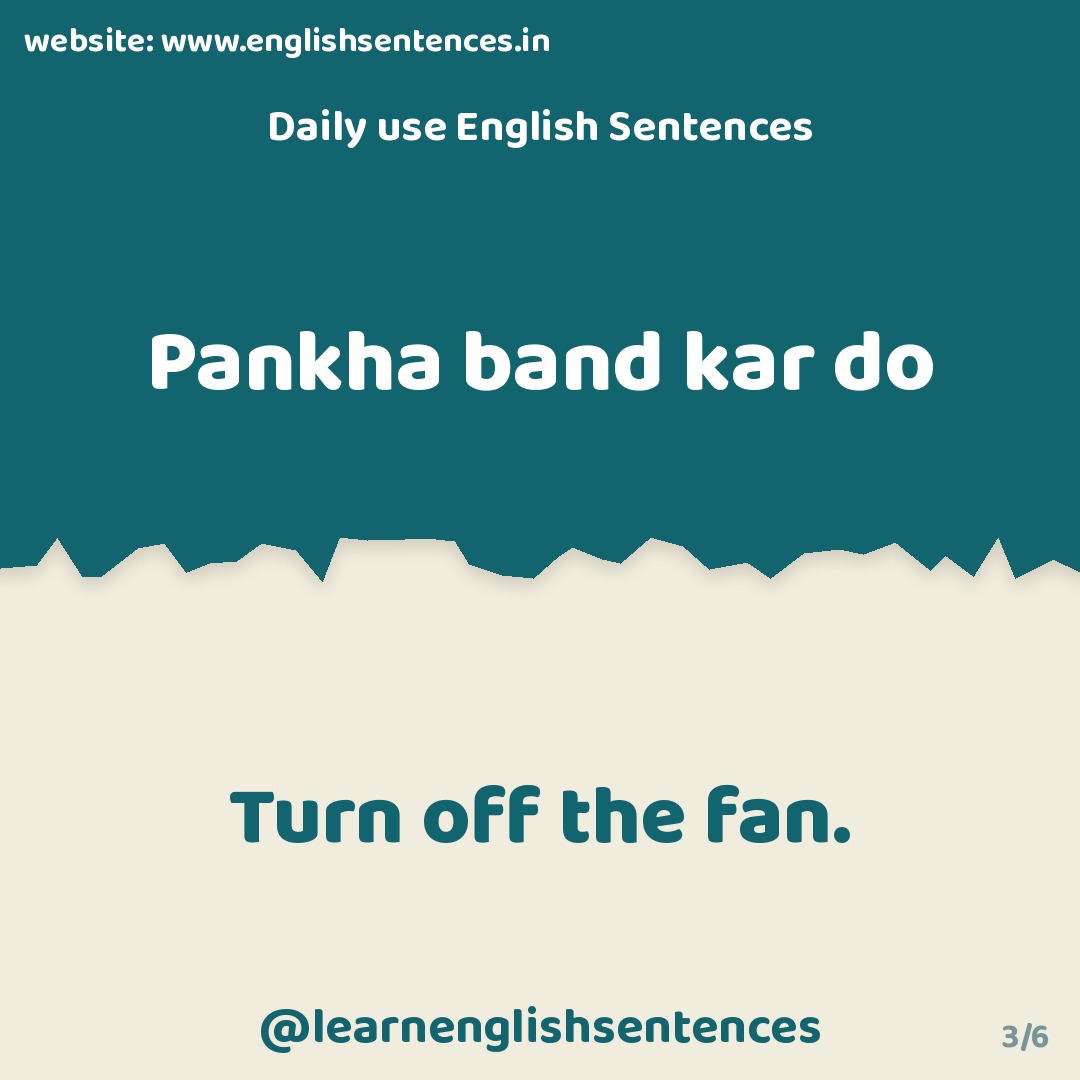 website: www.englishsentences.in
Daily use English Sentences
Pankha band kar do
Turn off the fan.
@learnenglishsentences
3/6